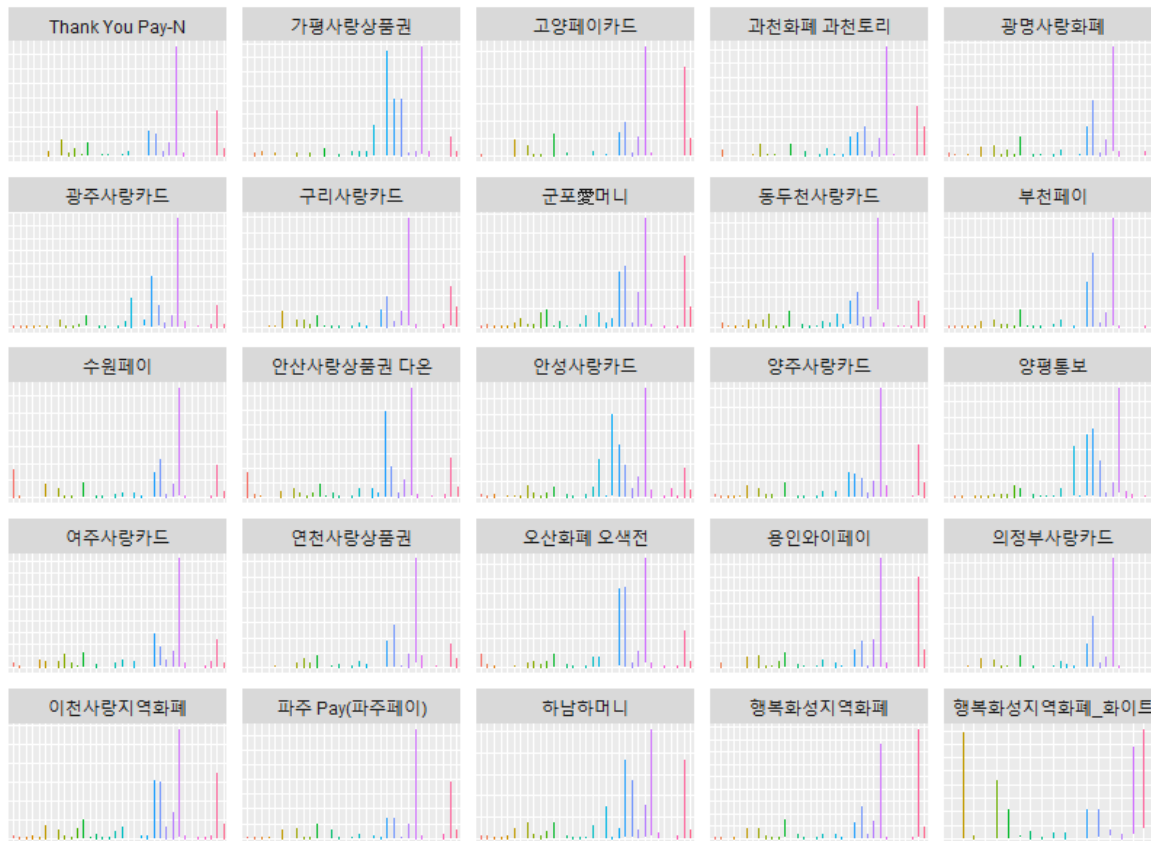 Thank You Pay-N
가평사랑상품권
고양페이카드
과천화폐 과천토리
광명사랑화폐
광주사랑카드
구리사랑카드
군포愛머니
동두천사랑카드
부천페이
수원페이
안산사랑상품권 다온
안성사랑카드
양주사랑카드
양평통보
여주사랑카드
연천사랑상품권
오산화폐 오색전
용인와이페이
의정부사랑카드
이천사랑지역화폐
파주 Pay(파주페이)
하남하머니
행복화성지역화폐
행복화성지역화폐_화이트